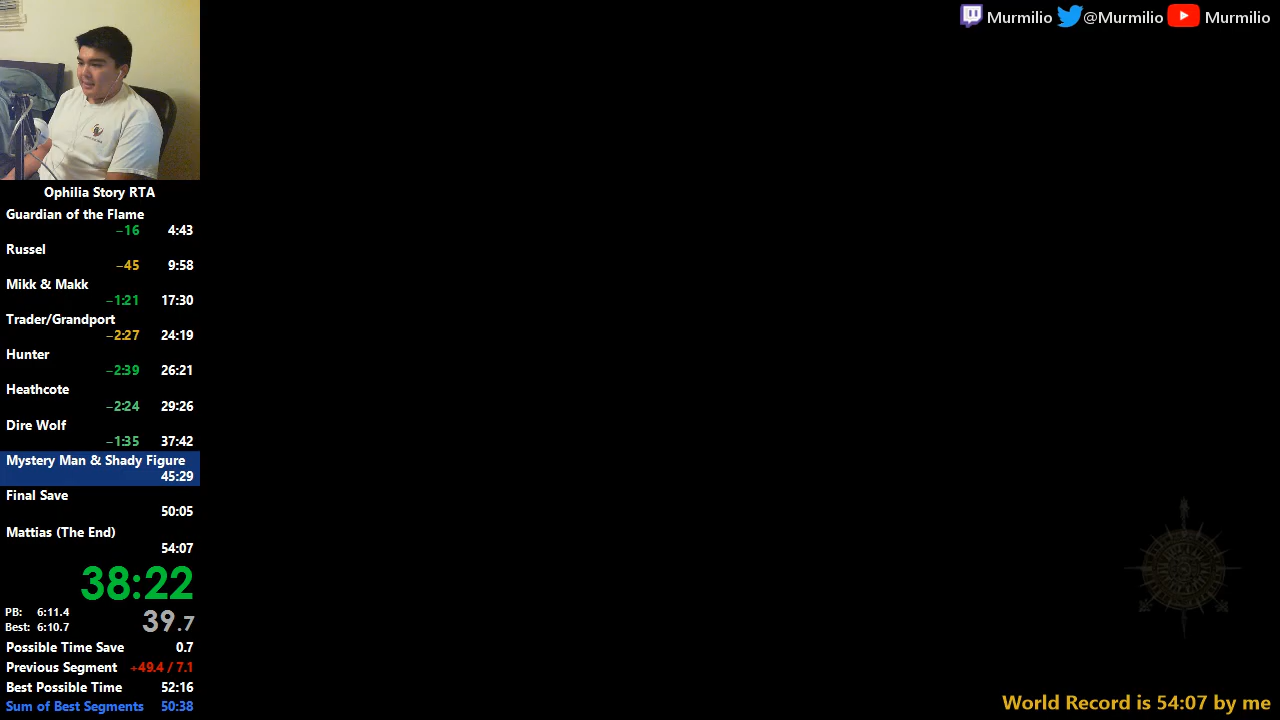 Murmilio @Murmilio Murmilio
Ophilia Story RTA
Guardian of the Flame
−16 4:43
Russel
−45 9:58
Mikk & Makk
−1:21 17:30
Trader/Grandport
−2:27 24:19
Hunter
−2:39 26:21
Heathcote
−2:24 29:26
Dire Wolf
−1:35 37:42
Mystery Man & Shady Figure
45:29
Final Save
50:05
Mattias (The End)
54:07
38:22
PB: 6:11.4
Best: 6:10.7
39.7
Possible Time Save 0.7
Previous Segment +49.4 / 7.1
Best Possible Time 52:16
Sum of Best Segments 50:38
World Record is 54:07 by me